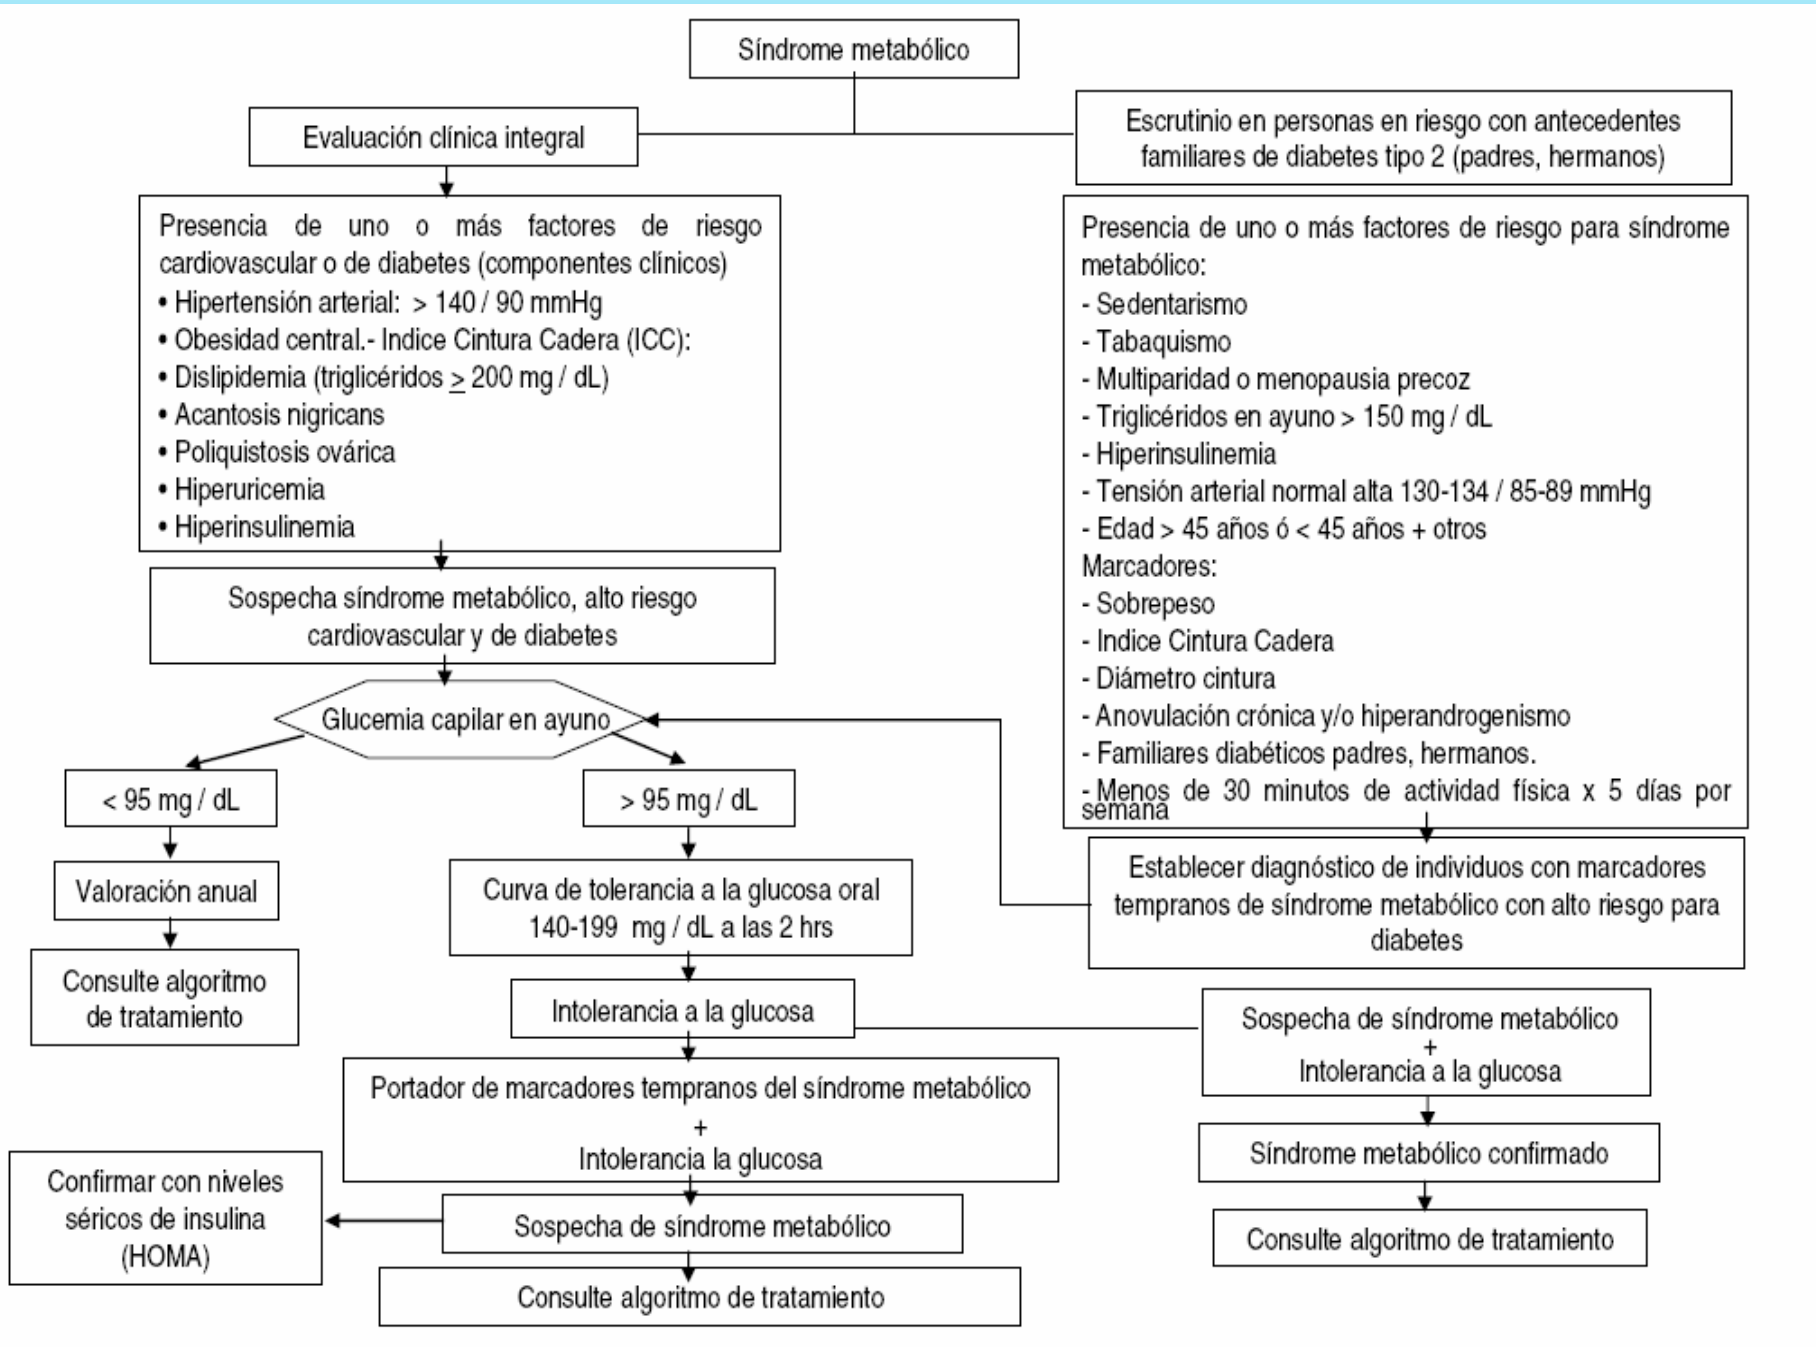 Síndrome metabólico
Evaluación clínica integral
Escrutinio en personas en riesgo con antecedentes
familiares de diabetes tipo 2 (padres, hermanos)
Presencia de uno o más factores de riesgo
cardiovascular o de diabetes (componentes clínicos)
• Hipertensión arterial: > 140 / 90 mmHg
• Obesidad central.- Indice Cintura Cadera (ICC):
• Dislipidemia (triglicéridos ≥ 200 mg / dL)
• Acantosis nigricans
• Poliquistosis ovárica
• Hiperuricemia
• Hiperinsulinemia
Sospecha síndrome metabólico, alto riesgo
cardiovascular y de diabetes
Glucemia capilar en ayuno
< 95 mg / dL
> 95 mg / dL
Valoración anual
Consulte algoritmo
de tratamiento
Curva de tolerancia a la glucosa oral
140-199 mg / dL a las 2 hrs
Intolerancia a la glucosa
Portador de marcadores tempranos del síndrome metabólico
+
Intolerancia la glucosa
Sospecha de síndrome metabólico
Confirmar con niveles
séricos de insulina
(HOMA)
Consulte algoritmo de tratamiento
Presencia de uno o más factores de riesgo para síndrome
metabólico:
- Sedentarismo
- Tabaquismo
- Multiparidad o menopausia precoz
- Triglicéridos en ayuno > 150 mg / dL
- Hiperinsulinemia
- Tensión arterial normal alta 130-134 / 85-89 mmHg
- Edad > 45 años ó < 45 años + otros
Marcadores:
- Sobrepeso
- Indice Cintura Cadera
- Diámetro cintura
- Anovulación crónica y/o hiperandrogenismo
- Familiares diabéticos padres, hermanos.
- Menos de 30 minutos de actividad física x 5 días por
semana
Establecer diagnóstico de individuos con marcadores
tempranos de síndrome metabólico con alto riesgo para
diabetes
Sospecha de síndrome metabólico
+
Intolerancia a la glucosa
Síndrome metabólico confirmado
Consulte algoritmo de tratamiento